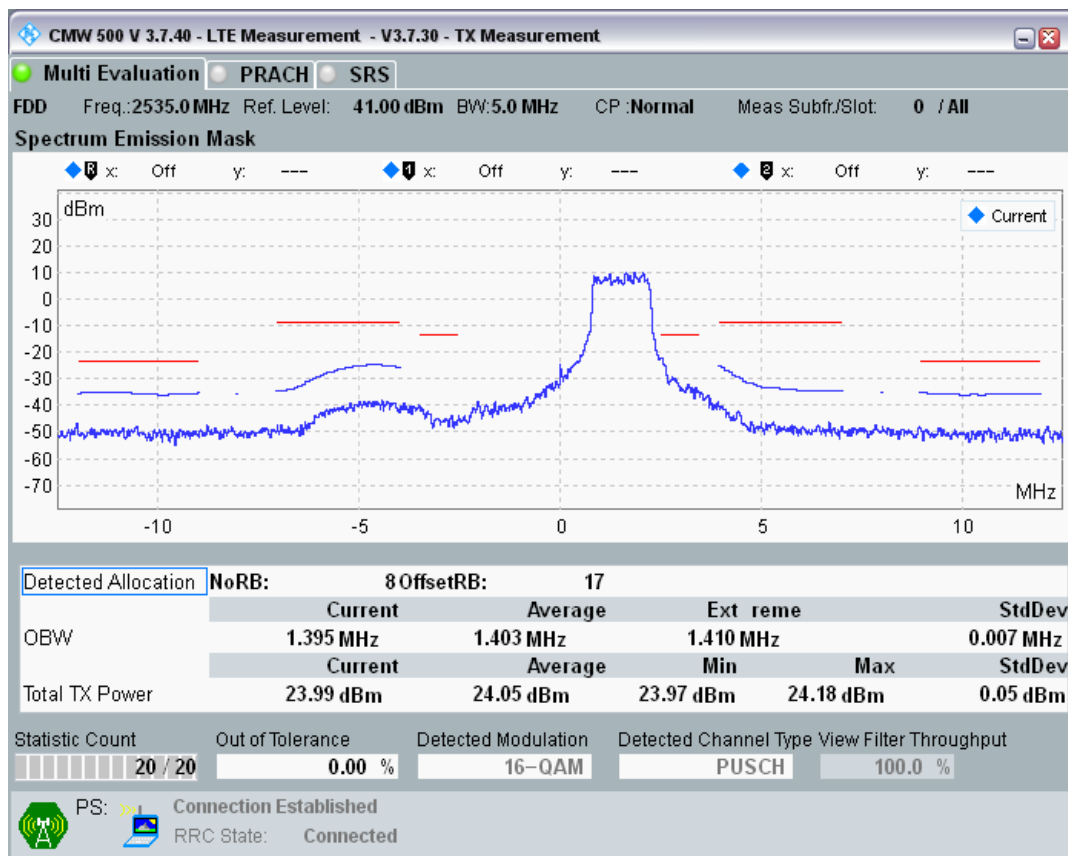 CMW 500 V 3.7.40 - LTE Measurement - V3.7.30 - TX Measurement
Multi Evaluation PRACH SRS
FDD Freq.:2535.0 MHz Ref. Level: 41.00 dBm BW:5.0 MHz CP :Normal Meas Subfr./Slot: 0 / All
Spectrum Emission Mask
R x: Off y: --- 1 x: Off y: --- 2 x: Off y: ---
dBm
Current
30
20
10
0
-10
-20
-30
-40
-50
-60
-70
MHz
-10 -5 0 5 10
Detected Allocation NoRB: 8 OffsetRB: 17
Current Average Ext reme StdDev
OBW 1.395 MHz 1.403 MHz 1.410 MHz 0.007 MHz
Current Average Min Max StdDev
Total TX Power 23.99 dBm 24.05 dBm 23.97 dBm 24.18 dBm 0.05 dBm
Statistic Count Out of Tolerance Detected Modulation Detected Channel Type View Filter Throughput
20 / 20 0.00 % 16-QAM PUSCH 100.0 %
PS: Connection Established
RRC State: Connected